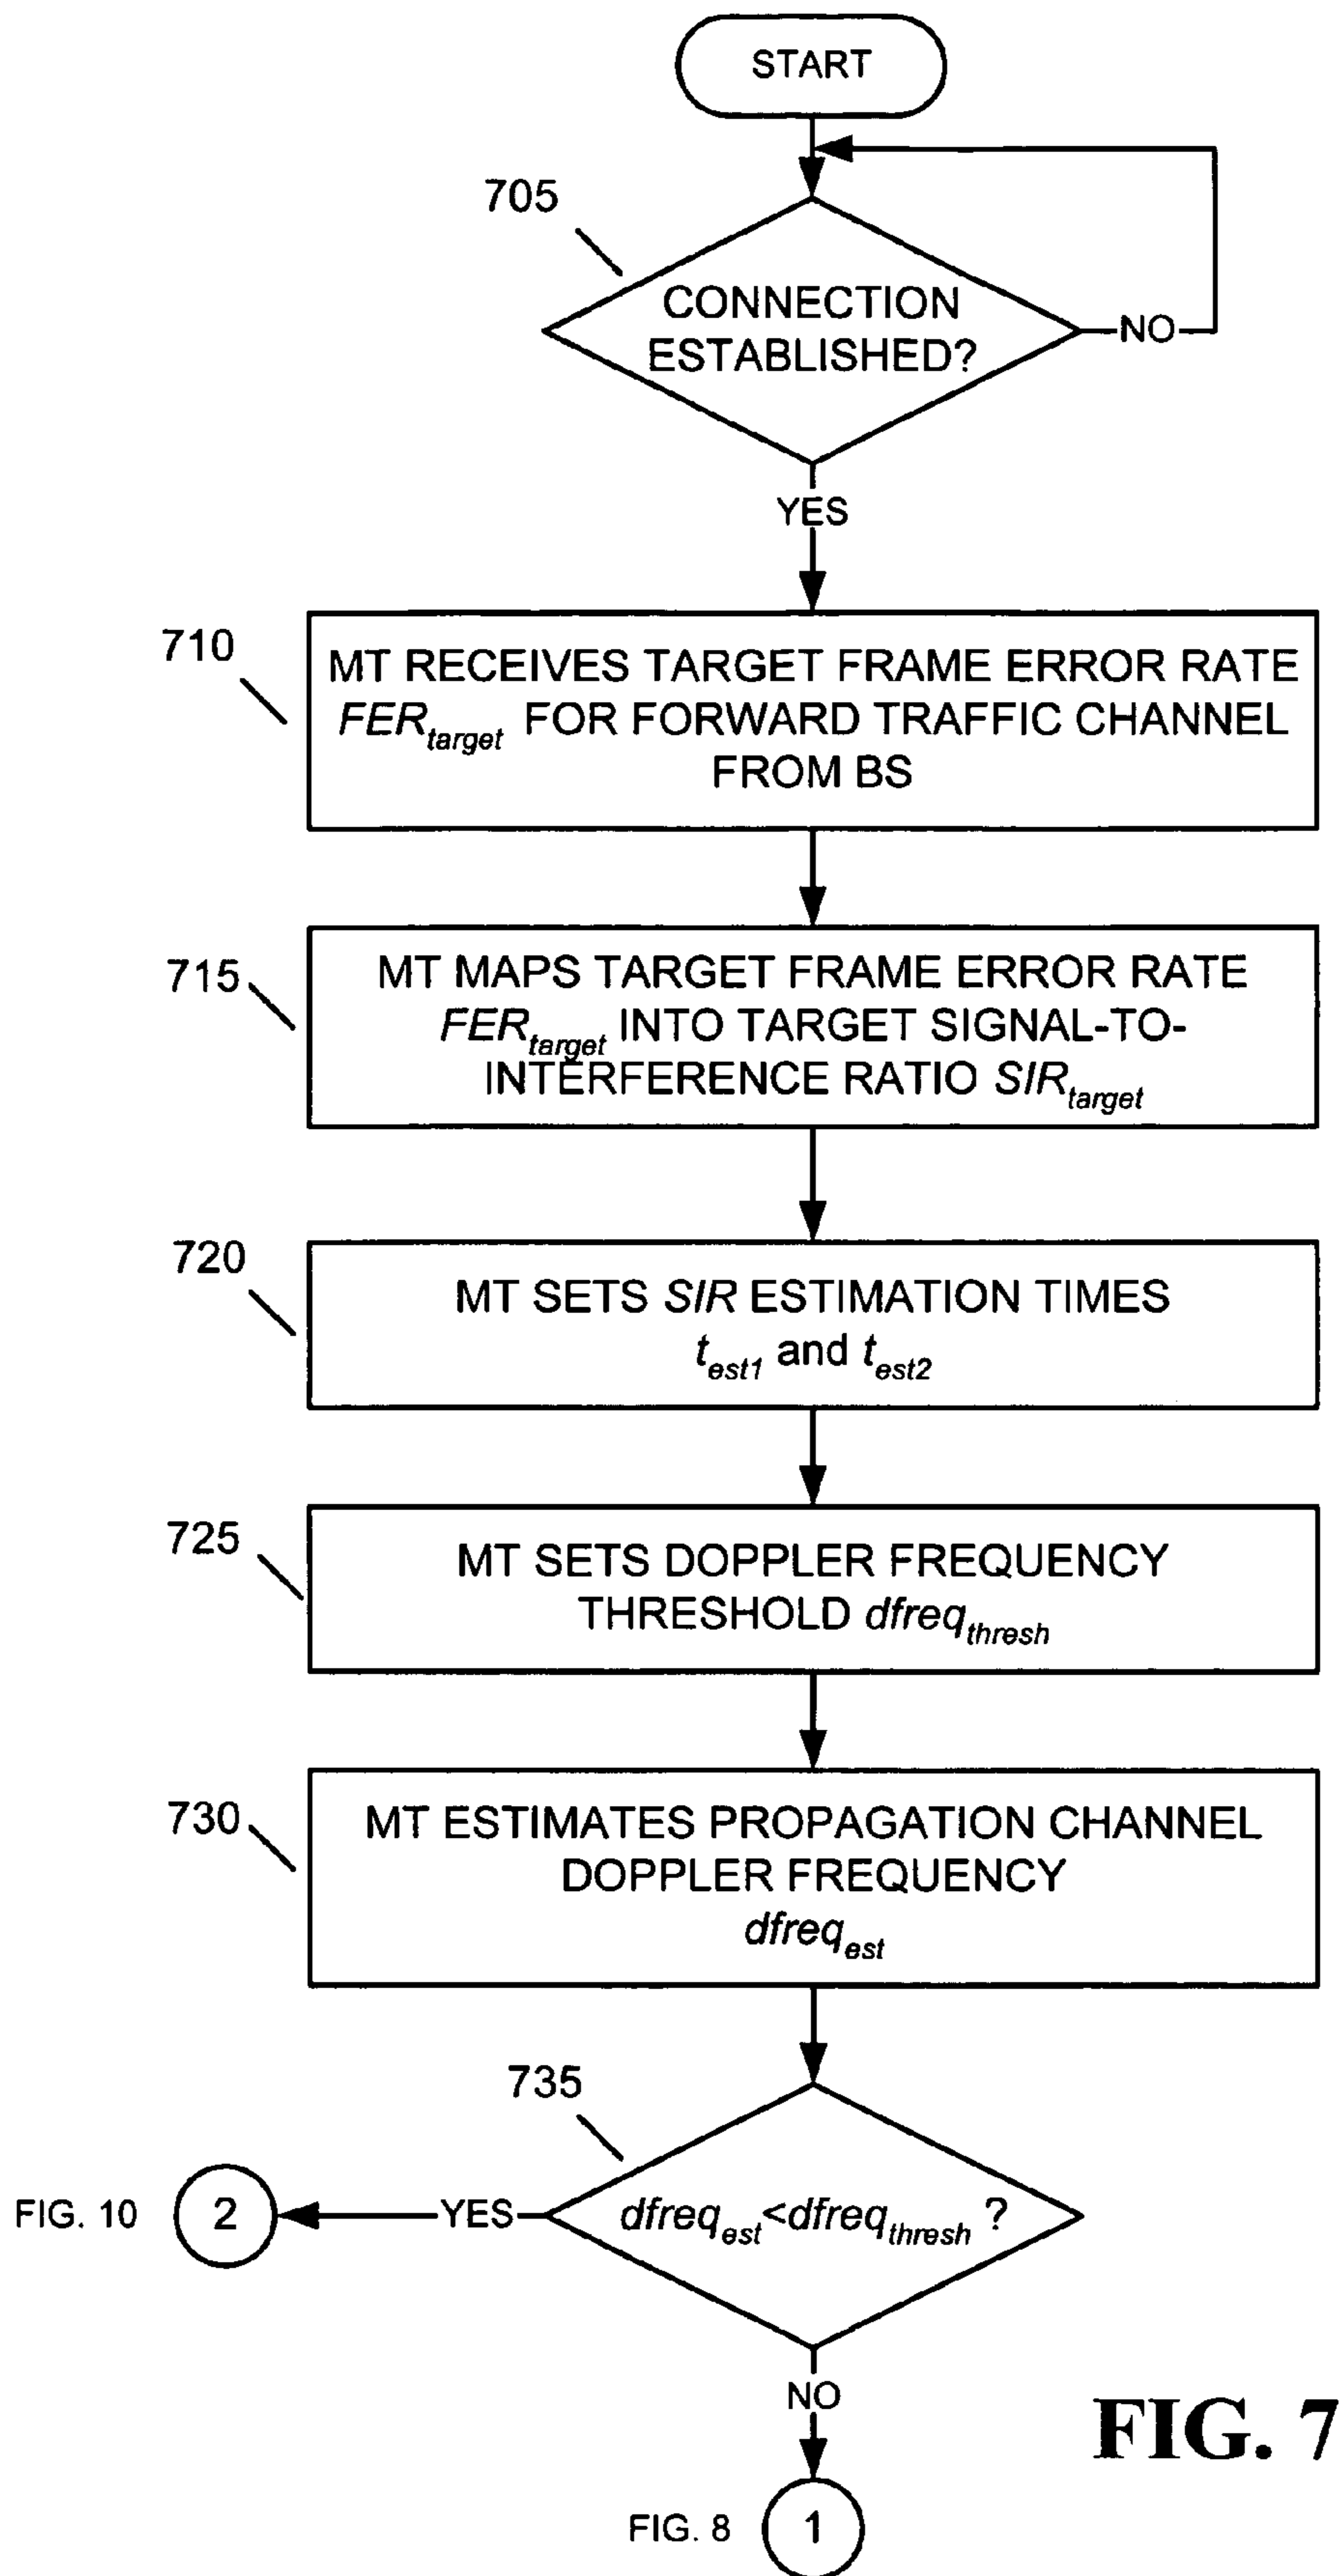 START
705
CONNECTION
ESTABLISHED?
NO
YES
710
MT RECEIVES TARGET FRAME ERROR RATE
FERtarget FOR FORWARD TRAFFIC CHANNEL
FROM BS
715
MT MAPS TARGET FRAME ERROR RATE
FERtarget INTO TARGET SIGNAL-TO-
INTERFERENCE RATIO SIRtarget
720
MT SETS SIR ESTIMATION TIMES
test1 and test2
725
MT SETS DOPPLER FREQUENCY
THRESHOLD dfreqthresh
730
MT ESTIMATES PROPAGATION CHANNEL
DOPPLER FREQUENCY
dfreqest
735
FIG. 10 2 YES dfreqest<dfreqthresh ?
NO
FIG. 7
FIG. 8 1